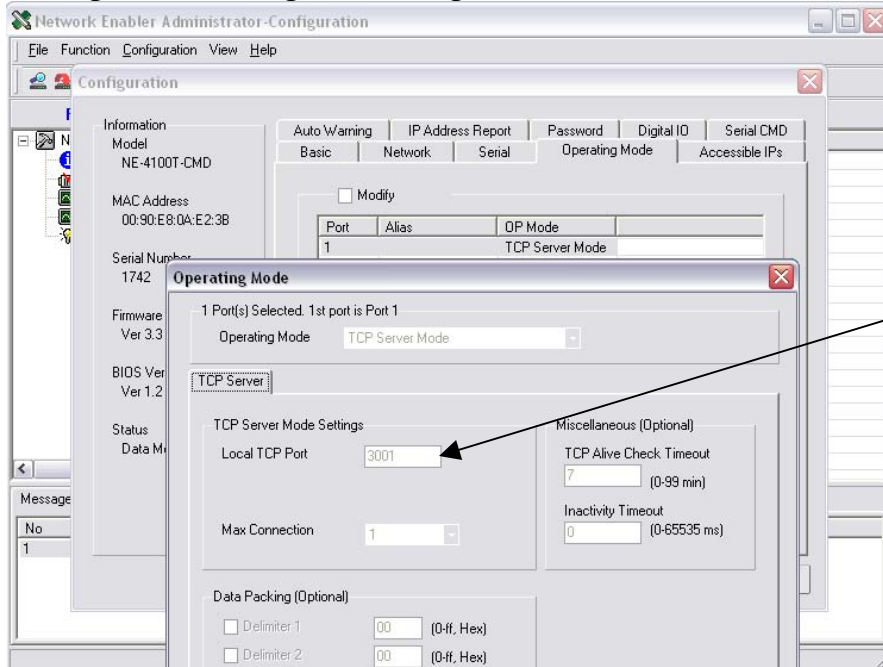 Network Enabler Administrator-Configuration
File Function Configuration View Help
Configuration
Information
Model
NE-4100T-CMD
MAC Address
00:90:E8:0A:E2:3B
Serial Number
1742
Firmware
Ver 3.3
BIOS Ver
Ver 1.2
Status
Data
Auto Warning IP Address Report Password Digital IO Serial CMD
Basic Network Serial Operating Mode Accessible IPs
Modify
Port Alias OP Mode
1 TCP Server Mode
Operating Mode
1 Port(s) Selected. 1st port is Port 1
Operating Mode TCP Server Mode
TCP Server
TCP Server Mode Settings
Local TCP Port 3001
Max Connection 1
Miscellaneous (Optional)
TCP Alive Check Timeout
7 (0-99 min)
Inactivity Timeout
0 (0-65535 ms)
Data Packing (Optional)
Delimiter 1 00 (0-ff, Hex)
Delimiter 2 00 (0-ff, Hex)
Message
No
1